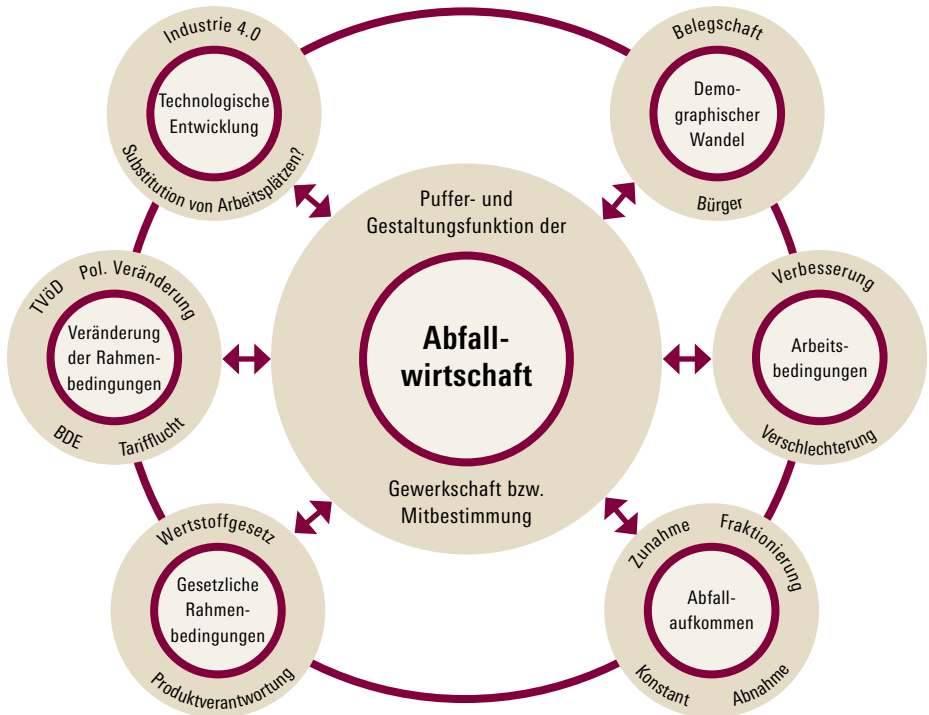 Industrie 4.0
Technologische
Entwicklung
Substitution von Arbeitsplätzen?
Belegschaft
Demo-
graphischer
Wandel
Bürger
Puffer- und
Gestaltungsfunktion der
Abfall-
wirtschaft
Gewerkschaft bzw.
Mitbestimmung
TVöD
Pol. Veränderung
Veränderung
der Rahmen-
bedingungen
BDE
Tarifflucht
Verbesserung
Arbeits-
bedingungen
Verschlechterung
Wertstoffgesetz
Gesetzliche
Rahmen-
bedingungen
Produktverantwortung
Zunahme
Fraktionierung
Abfall-
aufkommen
Konstant
Abnahme